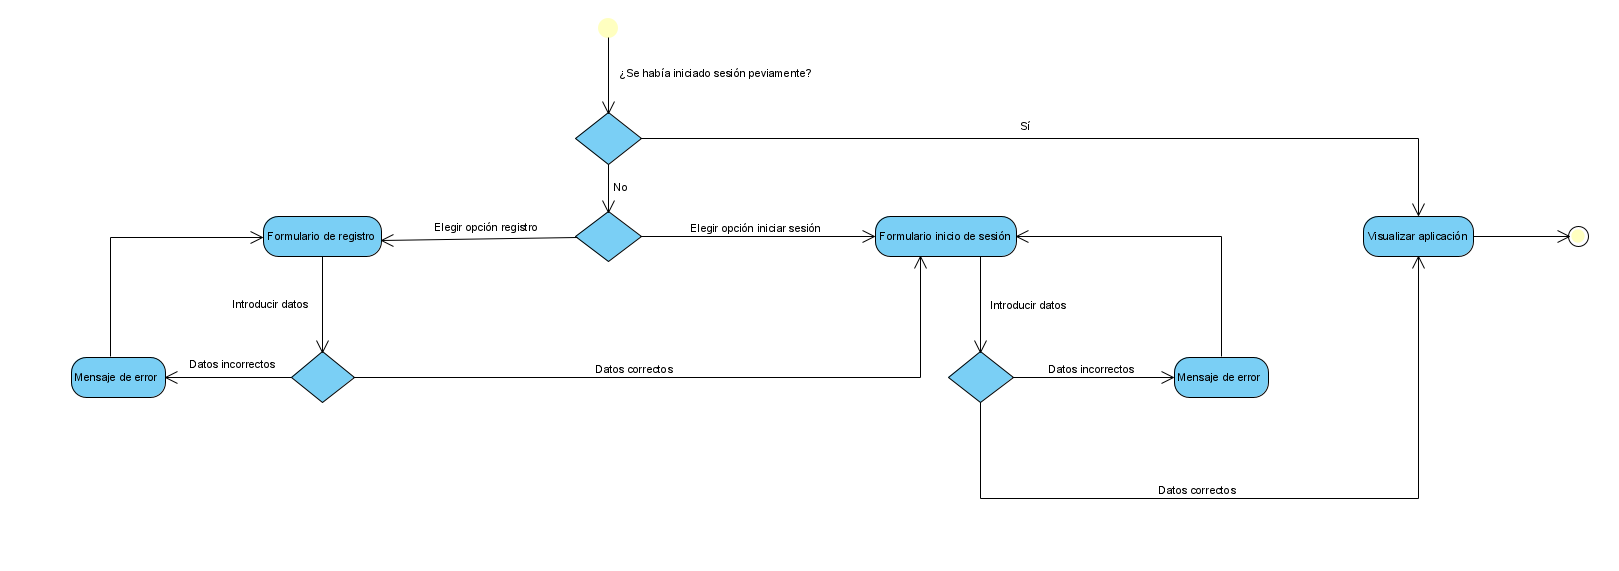 ¿Se había iniciado sesión peviamente?
Sí
No
Elegir opción registro
Elegir opción iniciar sesión
Formulario de registro
Formulario inicio de sesión
Visualizar aplicación
Introducir datos
Introducir datos
Datos incorrectos
Datos correctos
Datos incorrectos
Mensaje de error
Mensaje de error
Datos correctos